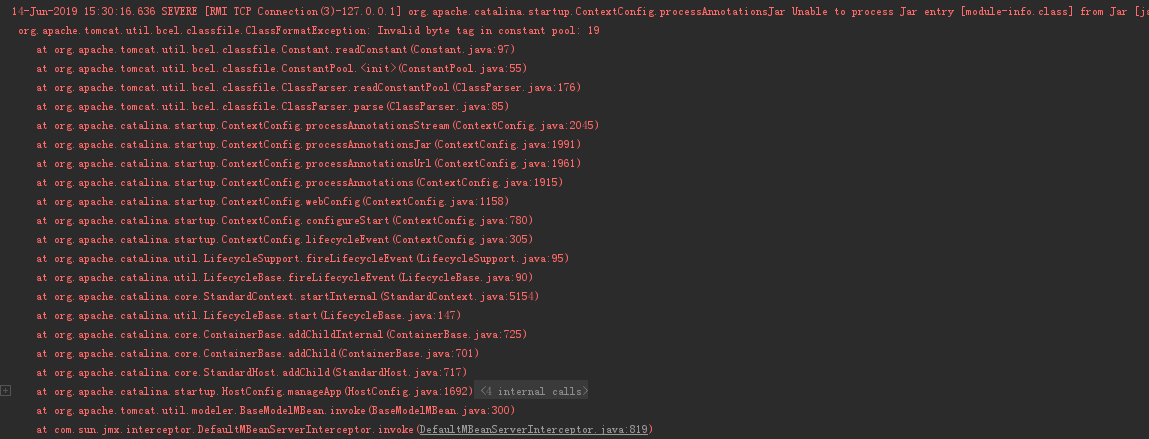 14-Jun-2019 15:30:16.636 SEVERE [RMI TCP Connection(3)-127.0.0.1] org.apache.catalina.startup.ContextConfig.processAnnotationsJar Unable to process Jar entry [module-info.class] from Jar [ja
org.apache.tomcat.util.bcel.classfile.ClassFormatException: Invalid byte tag in constant pool: 19
at org.apache.tomcat.util.bcel.classfile.Constant.readConstant(Constant.java:97)
at org.apache.tomcat.util.bcel.classfile.ConstantPool.<init>(ConstantPool.java:55)
at org.apache.tomcat.util.bcel.classfile.ClassParser.readConstantPool(ClassParser.java:176)
at org.apache.tomcat.util.bcel.classfile.ClassParser.parse(ClassParser.java:85)
at org.apache.catalina.startup.ContextConfig.processAnnotationsStream(ContextConfig.java:2045)
at org.apache.catalina.startup.ContextConfig.processAnnotationsJar(ContextConfig.java:1991)
at org.apache.catalina.startup.ContextConfig.processAnnotationsUrl(ContextConfig.java:1961)
at org.apache.catalina.startup.ContextConfig.processAnnotations(ContextConfig.java:1915)
at org.apache.catalina.startup.ContextConfig.webConfig(ContextConfig.java:1158)
at org.apache.catalina.startup.ContextConfig.configureStart(ContextConfig.java:780)
at org.apache.catalina.startup.ContextConfig.lifecycleEvent(ContextConfig.java:305)
at org.apache.catalina.util.LifecycleSupport.fireLifecycleEvent(LifecycleSupport.java:95)
at org.apache.catalina.util.LifecycleBase.fireLifecycleEvent(LifecycleBase.java:90)
at org.apache.catalina.core.StandardContext.startInternal(StandardContext.java:5154)
at org.apache.catalina.util.LifecycleBase.start(LifecycleBase.java:147)
at org.apache.catalina.core.ContainerBase.addChildInternal(ContainerBase.java:725)
at org.apache.catalina.core.ContainerBase.addChild(ContainerBase.java:701)
at org.apache.catalina.core.StandardHost.addChild(StandardHost.java:717)
at org.apache.catalina.startup.HostConfig.manageApp(HostConfig.java:1692) <4 internal calls>
at org.apache.tomcat.util.modeler.BaseModelMBean.invoke(BaseModelMBean.java:300)
at com.sun.jmx.interceptor.DefaultMBeanServerInterceptor.invoke(DefaultMBeanServerInterceptor.java:819)